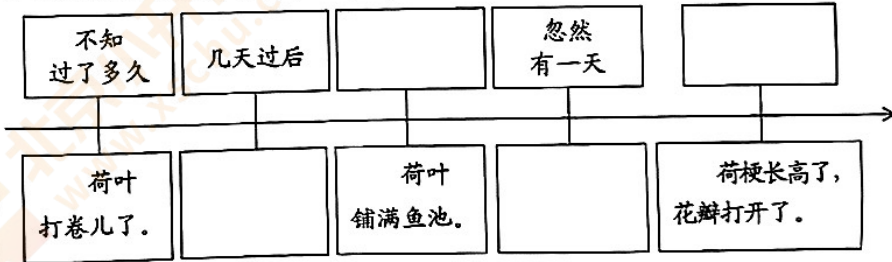 不知
过了多久
几天过后
忽然
有一天
荷叶
打卷儿了。
荷叶
铺满鱼池。
荷梗长高了，
花瓣打开了。